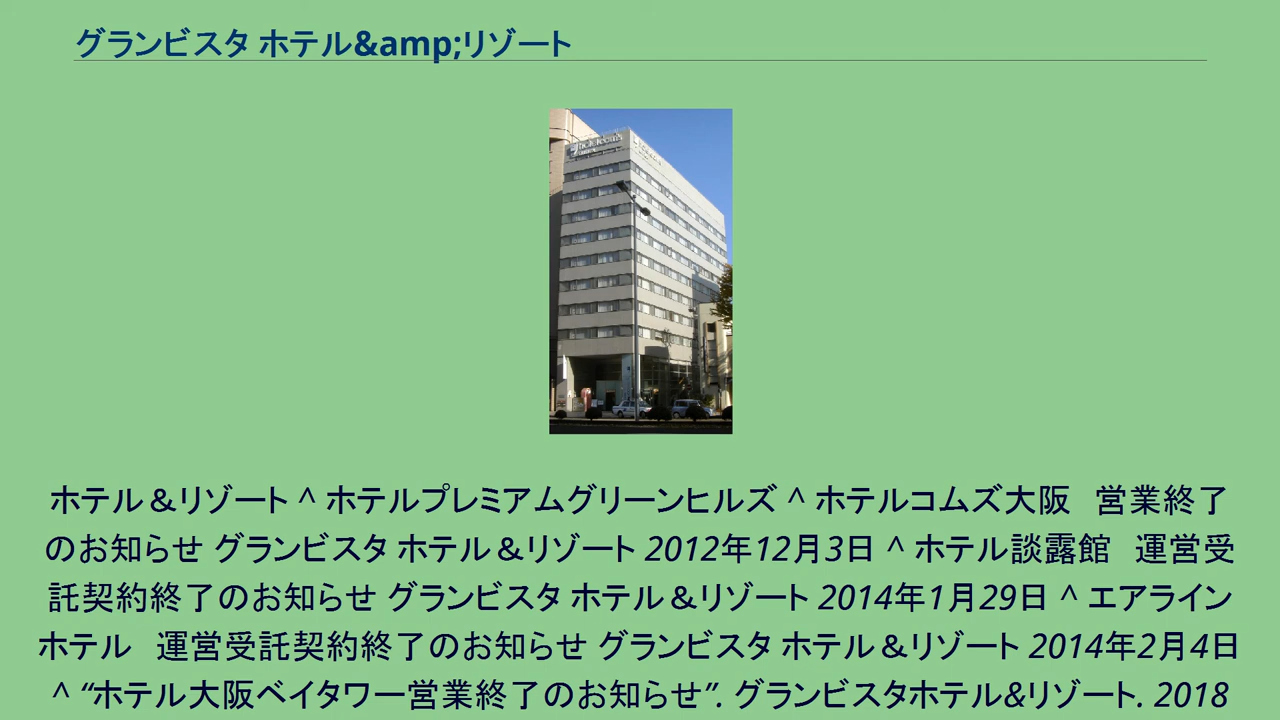 グランビスタ ホテル&amp;リゾート
ホテル＆リゾート ^ ホテルプレミアムグリーンヒルズ ^ ホテルコムズ大阪　営業終了
のお知らせ グランビスタ ホテル＆リゾート 2012年12月3日 ^ ホテル談露館　運営受
託契約終了のお知らせ グランビスタ ホテル＆リゾート 2014年1月29日 ^ エアライン
ホテル　運営受託契約終了のお知らせ グランビスタ ホテル＆リゾート 2014年2月4日
^ “ホテル大阪ベイタワー営業終了のお知らせ”. グランビスタホテル&リゾート. 2018